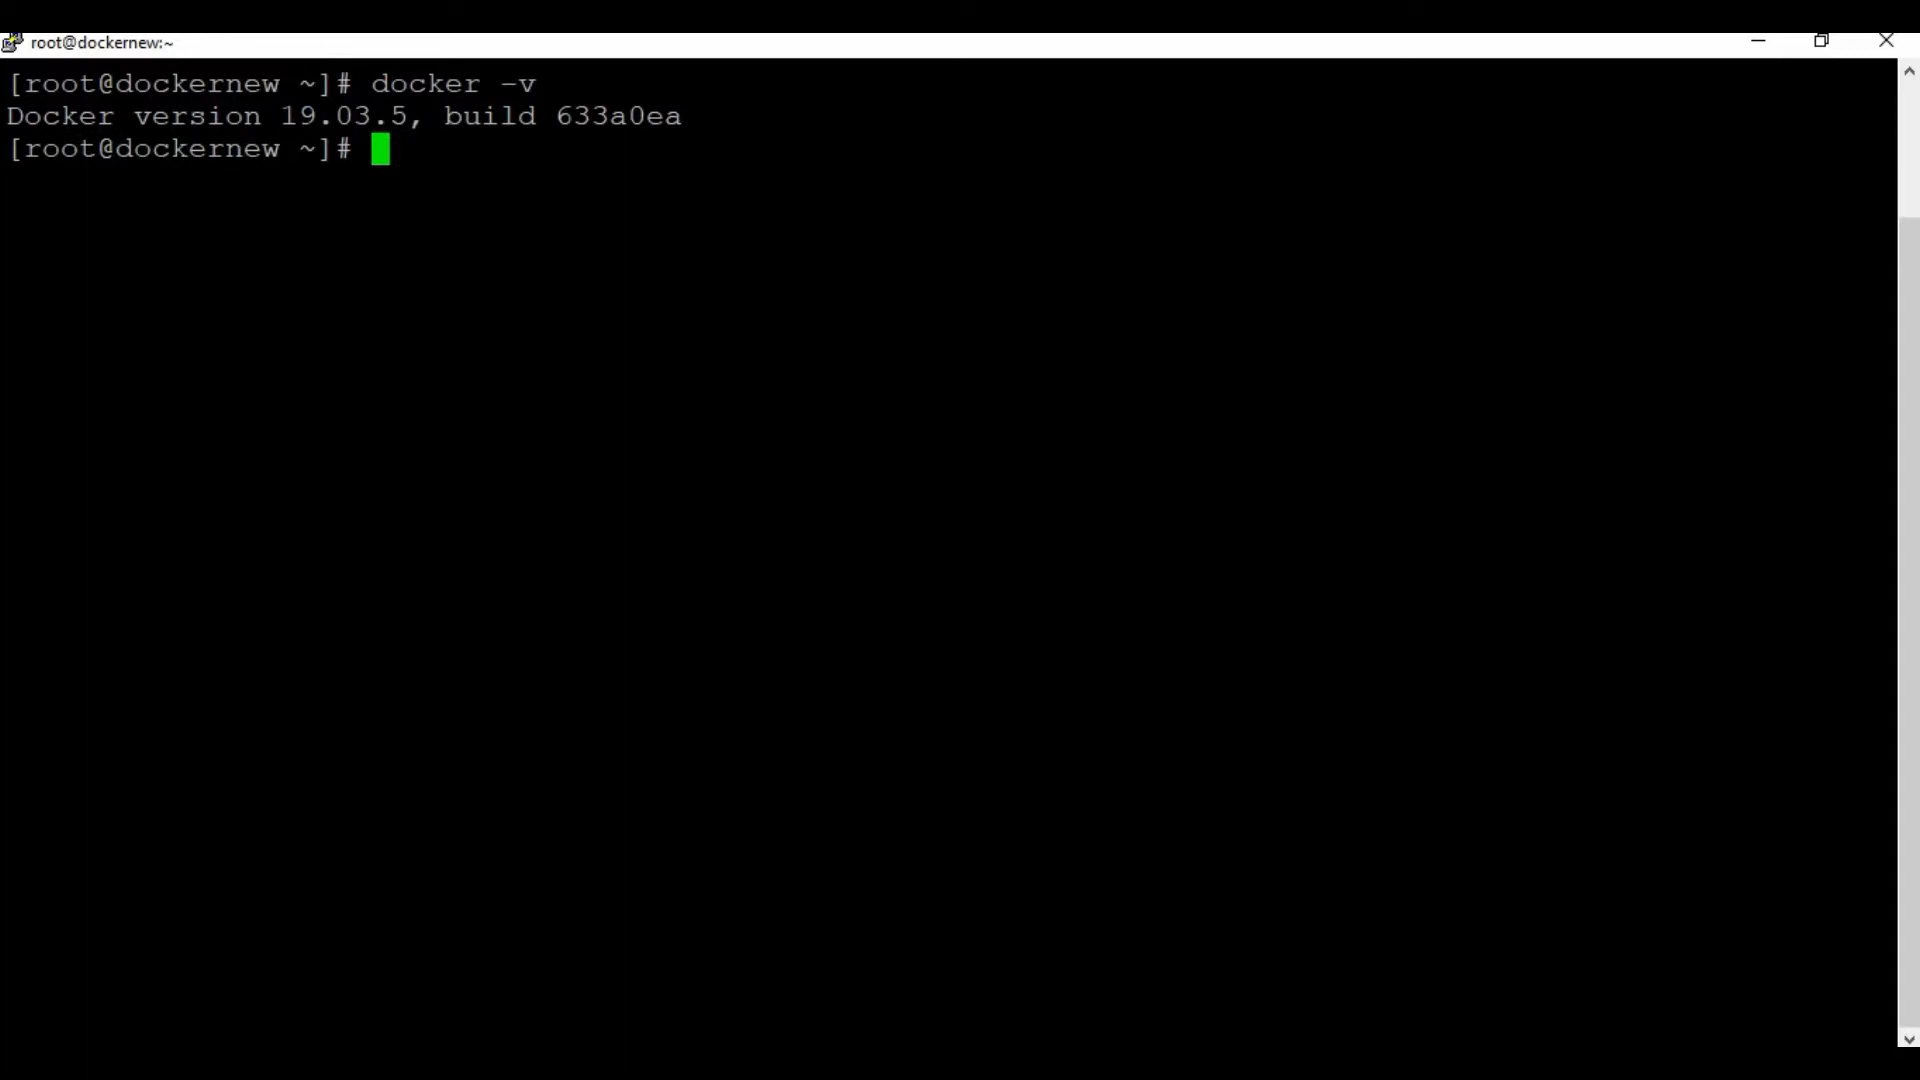 root@dockernew:~
[root@dockernew ~]# docker -v
Docker version 19.03.5, build 633a0ea
[root@dockernew ~]#